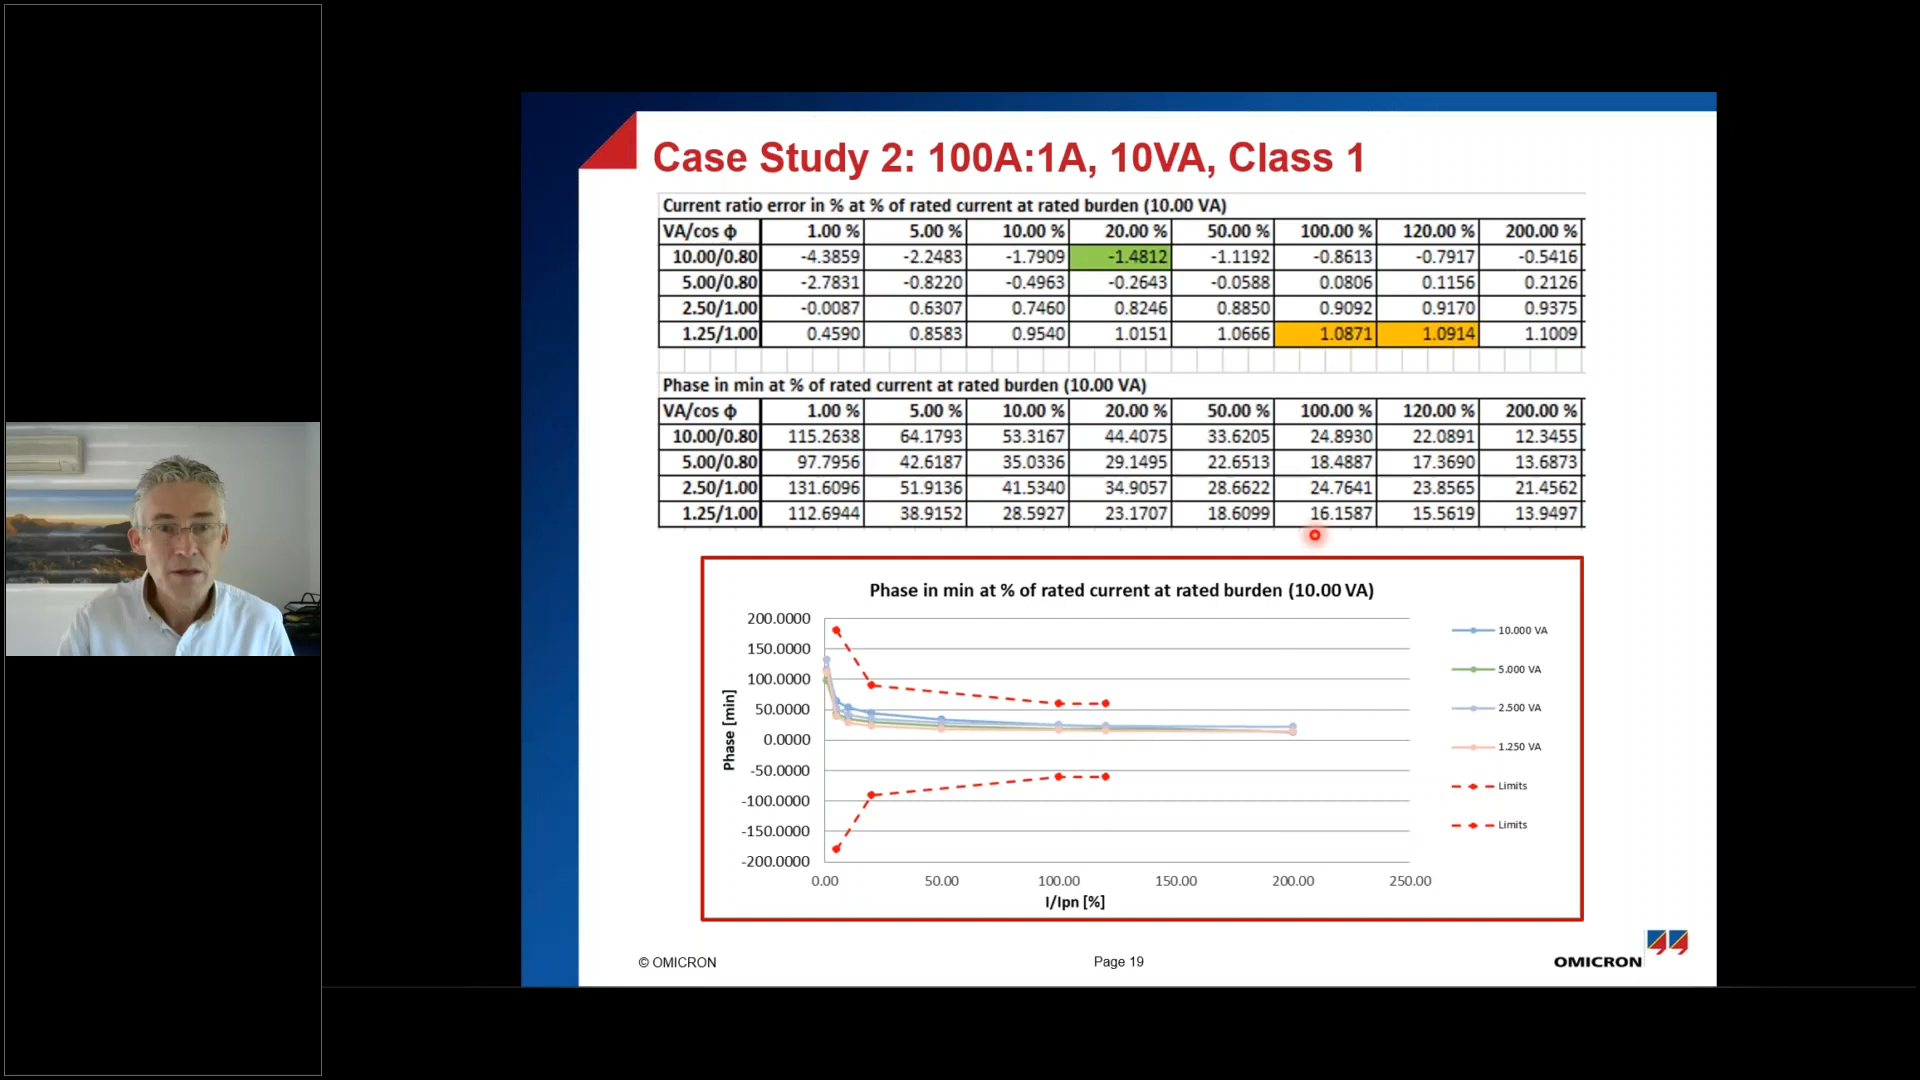 Case Study 2: 100A:1A, 10VA, Class 1
Current ratio error in % at % of rated current at rated burden (10.00 VA)
VA/cos ϕ 1.00 % 5.00 % 10.00 % 20.00 % 50.00 % 100.00 % 120.00 % 200.00 %
10.00/0.80 -4.3859 -2.2483 -1.7909 -1.4812 -1.1192 -0.8613 -0.7917 -0.5416
5.00/0.80 -2.7831 -0.8220 -0.4963 -0.2643 -0.0588 0.0806 0.1156 0.2126
2.50/1.00 -0.0087 0.6307 0.7460 0.8246 0.8850 0.9092 0.9170 0.9375
1.25/1.00 0.4590 0.8583 0.9540 1.0151 1.0666 1.0871 1.0914 1.1009
Phase in min at % of rated current at rated burden (10.00 VA)
VA/cos ϕ 1.00 % 5.00 % 10.00 % 20.00 % 50.00 % 100.00 % 120.00 % 200.00 %
10.00/0.80 115.2638 64.1793 53.3167 44.4075 33.6205 24.8930 22.0891 12.3455
5.00/0.80 97.7956 42.6187 35.0336 29.1495 22.6513 18.4887 17.3690 13.6873
2.50/1.00 131.6096 51.9136 41.5340 34.9057 28.6622 24.7641 23.8565 21.4562
1.25/1.00 112.6944 38.9152 28.5927 23.1707 18.6099 16.1587 15.5619 13.9497
Phase in min at % of rated current at rated burden (10.00 VA)
Phase [min]
200.0000
150.0000
100.0000
50.0000
0.0000
-50.0000
-100.0000
-150.0000
-200.0000
0.00 50.00 100.00 150.00 200.00 250.00
I/Ipn [%]
10.000 VA
5.000 VA
2.500 VA
1.250 VA
Limits
Limits
© OMICRON
Page 19
OMICRON